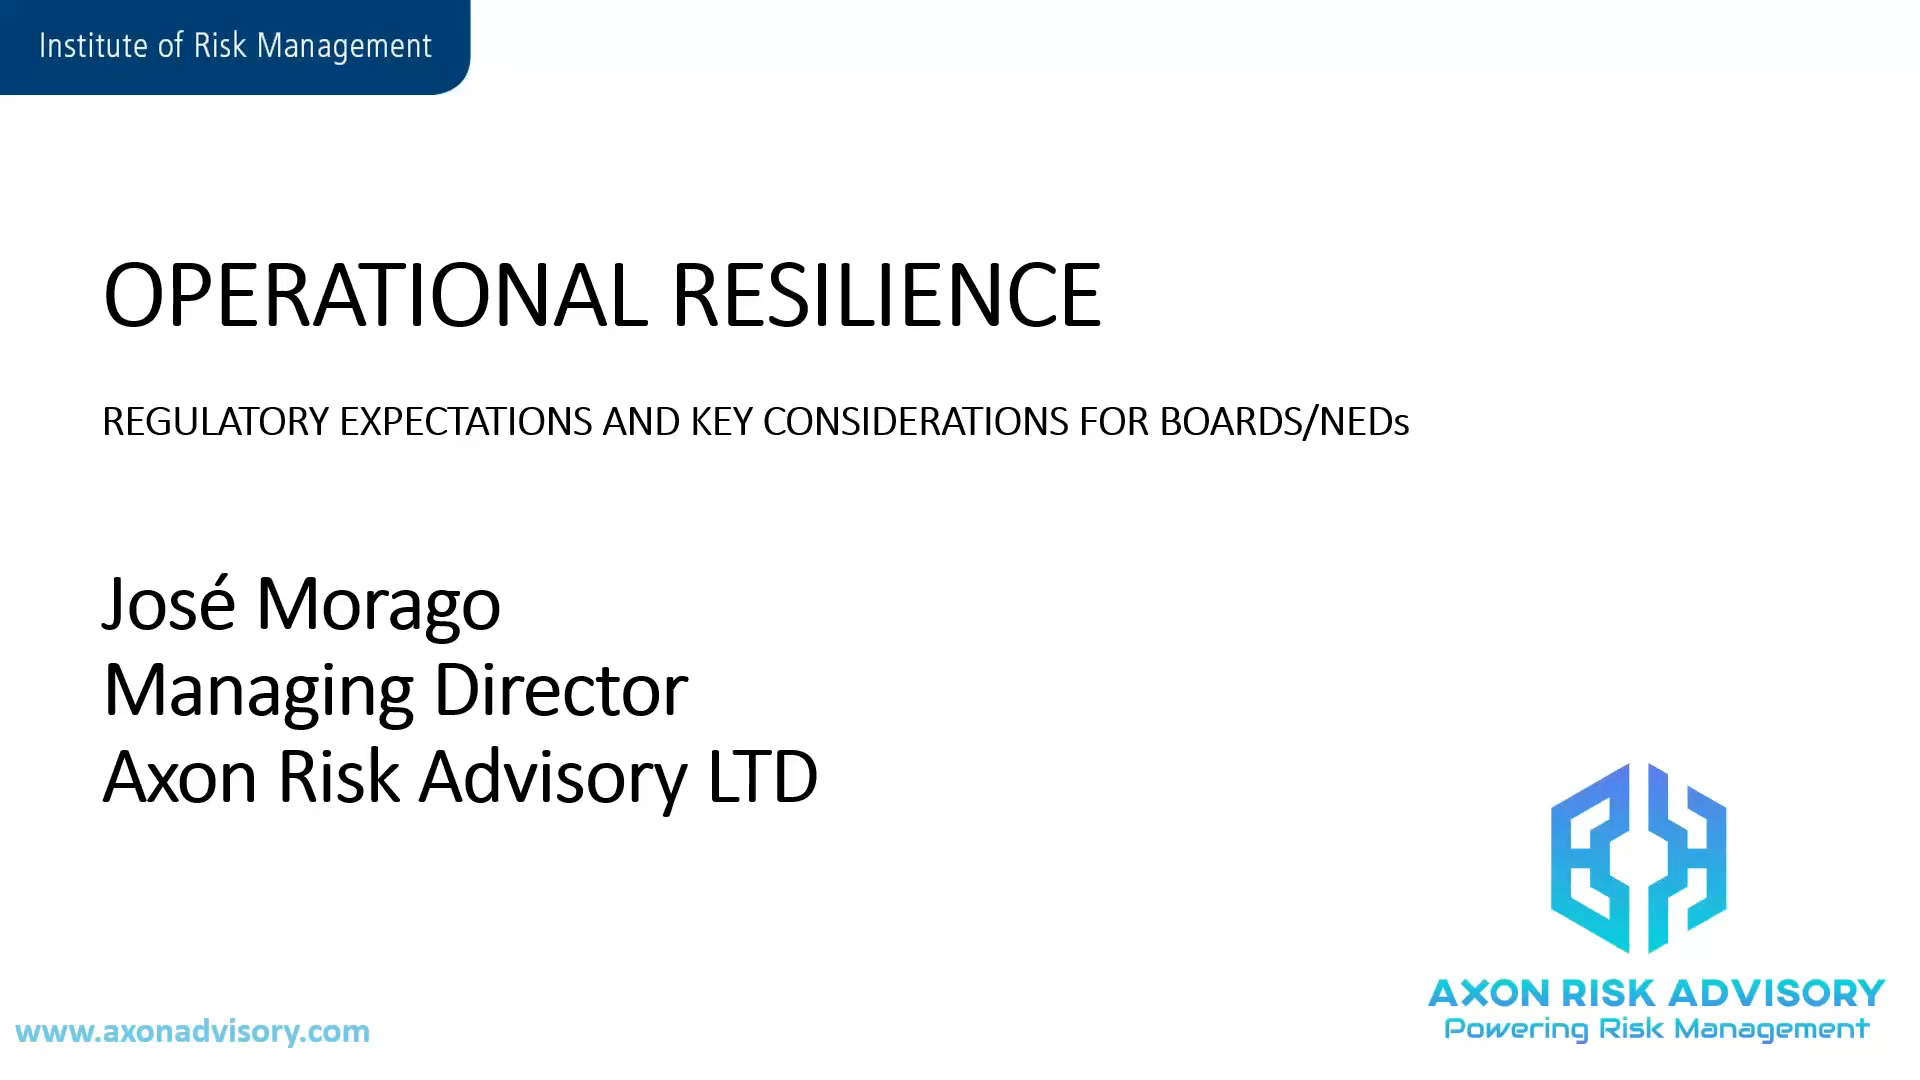 Institute of Risk Management
OPERATIONAL RESILIENCE
REGULATORY EXPECTATIONS AND KEY CONSIDERATIONS FOR BOARDS/NEDs
José Morago
Managing Director
Axon Risk Advisory LTD
AXON RISK ADVISORY
Powering Risk Management
www.axonadvisory.com